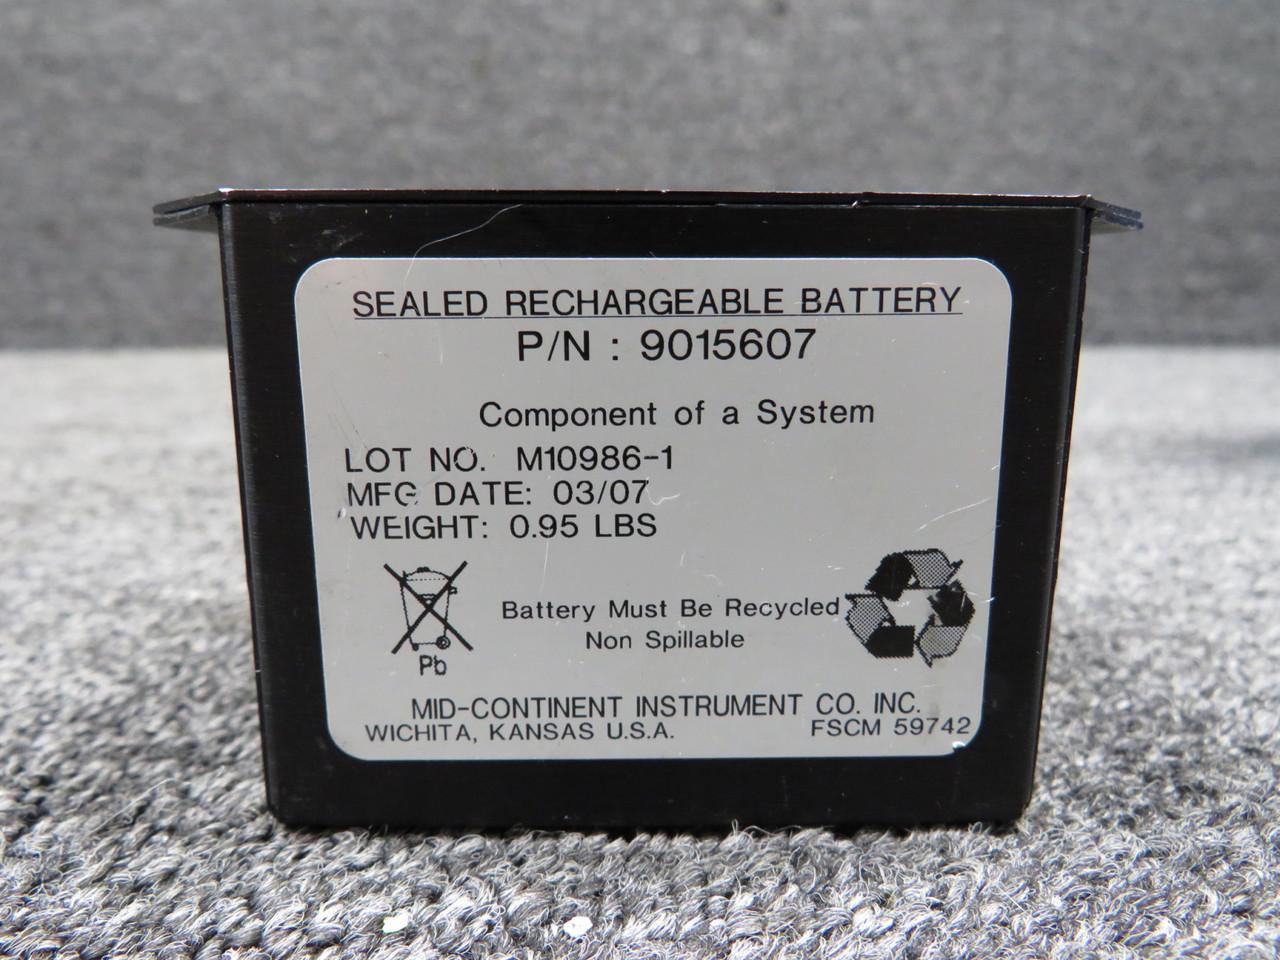 SEALED RECHARGEABLE BATTERY
P/N : 9015607
Component of a System
LOT NO. M10986-1
MFG DATE: 03/07
WEIGHT: 0.95 LBS
Battery Must Be Recycled
Non Spillable
Pb
MID-CONTINENT INSTRUMENT CO. INC.
WICHITA, KANSAS U.S.A. FSCM 59742